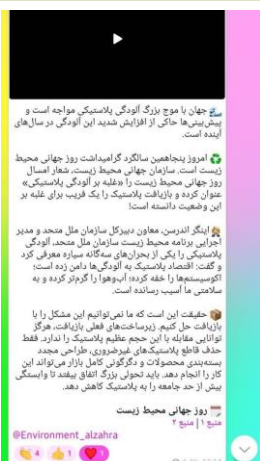 🌊 جهان با موج بزرگ آلودگی پلاستیکی مواجه است و
پیش‌بینی‌ها حاکی از افزایش شدید این آلودگی در سال‌های
آینده است.
♻️ امروز پنجاهمین سالگرد گرامیداشت روز جهانی محیط
زیست است. سازمان جهانی محیط زیست، شعار امسال
روز جهانی محیط زیست را «غلبه بر آلودگی پلاستیکی»
عنوان کرده و بازیافت پلاستیک را یک فریب برای غلبه بر
این وضعیت دانسته است!
اینگر اندرسن، معاون دبیرکل سازمان ملل متحد و مدیر
اجرایی برنامه محیط زیست سازمان ملل متحد، آلودگی
پلاستیکی را یکی از بحران‌های سه‌گانه سیاره معرفی کرد
و گفت: اقتصاد پلاستیک به آلودگی‌ها دامن زده است؛
اکوسیستم‌ها را خفه کرده؛ آب‌وهوا را گرم‌تر کرده و به
سلامتی ما آسیب رسانده است.
📦 حقیقت این است که ما نمی‌توانیم این مشکل را با
بازیافت حل کنیم. زیرساخت‌های فعلی بازیافت، هرگز
توانایی مقابله با این حجم عظیم پلاستیک را ندارد. فقط
حذف قاطع پلاستیک‌های غیرضروری، طراحی مجدد
بسته‌بندی محصولات و دگرگونی کامل بازار می‌تواند این
کار را انجام دهد. باید تحولی بزرگ اتفاق بیفتد تا وابستگی
بیش از حد جامعه را به پلاستیک کاهش دهد.
روز جهانی محیط زیست
منبع ۱ | منبع ۲
@Environment_alzahra
👏 4 👍 1 ❤️ 1